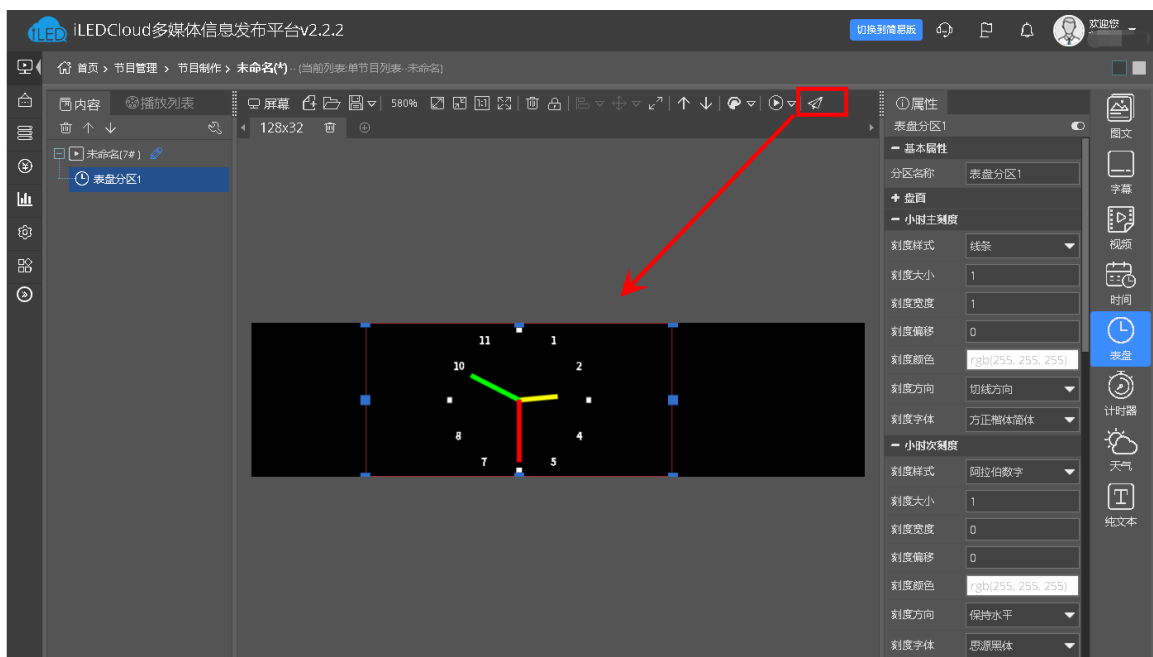 iLED iLEDCloud多媒体信息发布平台v2.2.2 切换到简易版 欢迎您
首页 > 节目管理 > 节目制作 > 未命名(*)··(当前列表:单节目列表··未命名)
内容 播放列表 屏幕 580% 1:1 属性
128x32 表盘分区1
未命名(7#)
表盘分区1
基本属性
分区名称 表盘分区1
盘面
小时主刻度
刻度样式 线条
刻度大小 1
刻度宽度 1
刻度偏移 0
刻度颜色 rgb(255, 255, 255)
刻度方向 切线方向
刻度字体 方正楷体简体
小时次刻度
刻度样式 阿拉伯数字
刻度大小 1
刻度宽度 0
刻度偏移 0
刻度颜色 rgb(255, 255, 255)
刻度方向 保持水平
刻度字体 思源黑体
11 1
10 2
8 4
7 5
图文
字幕
视频
时间
表盘
计时器
天气
纯文本